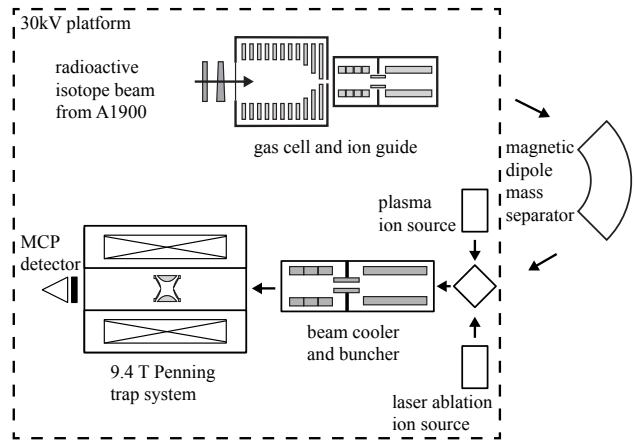 30kV platform
radioactive
isotope beam
from A1900
gas cell and ion guide
magnetic
dipole
mass
separator
plasma
ion source
MCP
detector
beam cooler
and buncher
9.4 T Penning
trap system
laser ablation
ion source